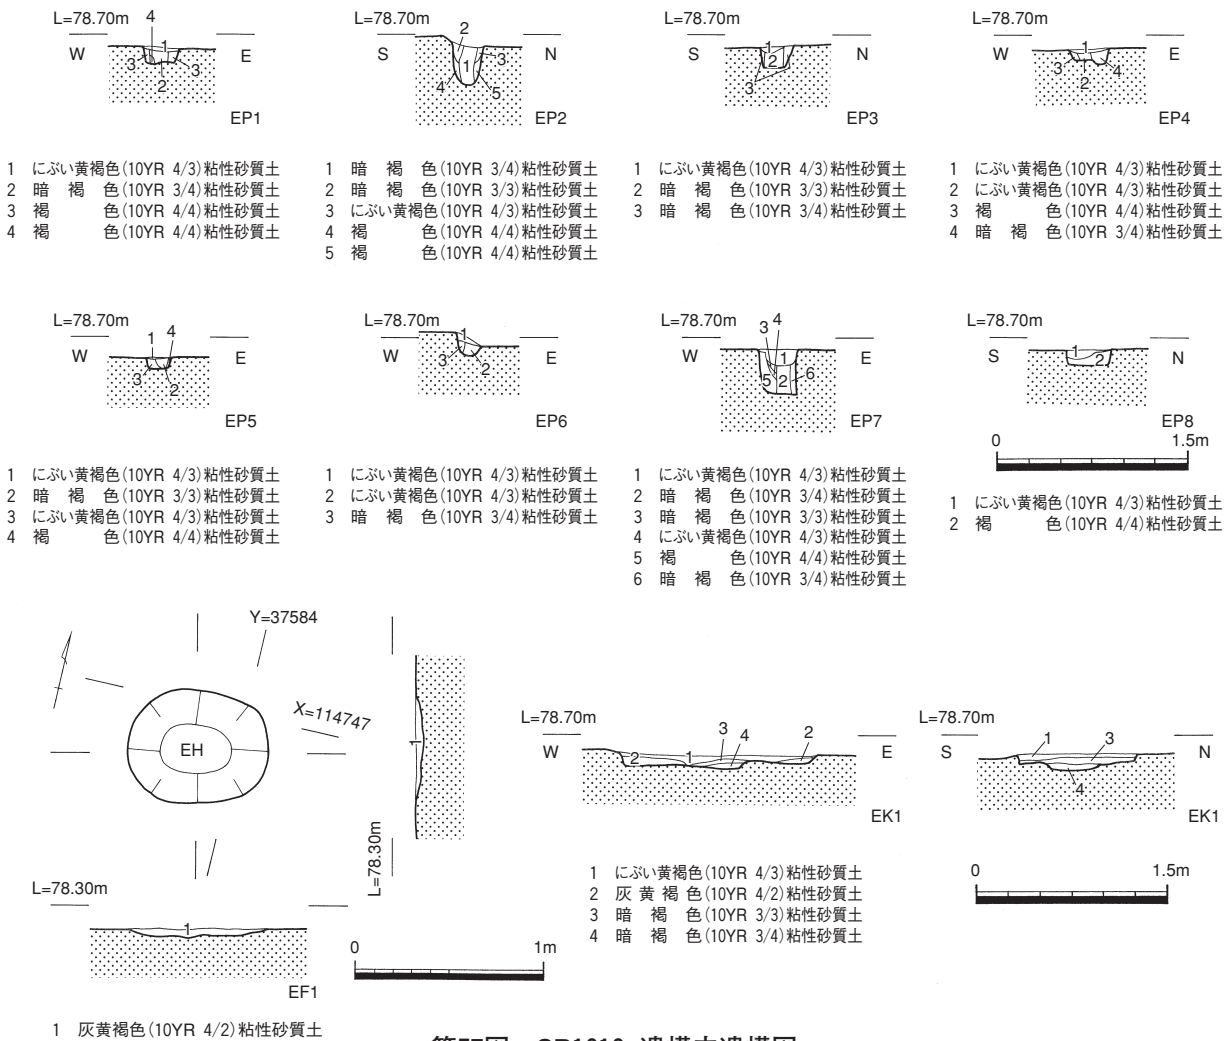 L=78.70m 4
W 1 E
3 3
2
EP1
1 にぶい黄褐色(10YR 4/3)粘性砂質土
2 暗褐色(10YR 3/4)粘性砂質土
3 褐色(10YR 4/4)粘性砂質土
4 褐色(10YR 4/4)粘性砂質土
L=78.70m
2
S 3 N
1
4 5
EP2
1 暗褐色(10YR 3/4)粘性砂質土
2 暗褐色(10YR 3/3)粘性砂質土
3 にぶい黄褐色(10YR 4/3)粘性砂質土
4 褐色(10YR 4/4)粘性砂質土
5 褐色(10YR 4/4)粘性砂質土
L=78.70m
S 1 N
2
3
EP3
1 にぶい黄褐色(10YR 4/3)粘性砂質土
2 暗褐色(10YR 3/3)粘性砂質土
3 暗褐色(10YR 3/4)粘性砂質土
L=78.70m
W 1 E
3 4
2
EP4
1 にぶい黄褐色(10YR 4/3)粘性砂質土
2 にぶい黄褐色(10YR 4/3)粘性砂質土
3 褐色(10YR 4/4)粘性砂質土
4 暗褐色(10YR 3/4)粘性砂質土
L=78.70m
1 4
W E
3 2
EP5
1 にぶい黄褐色(10YR 4/3)粘性砂質土
2 暗褐色(10YR 3/3)粘性砂質土
3 にぶい黄褐色(10YR 4/3)粘性砂質土
4 褐色(10YR 4/4)粘性砂質土
L=78.70m
1
W E
3 2
EP6
1 にぶい黄褐色(10YR 4/3)粘性砂質土
2 にぶい黄褐色(10YR 4/3)粘性砂質土
3 暗褐色(10YR 3/4)粘性砂質土
L=78.70m 3 4
W 1 E
5 2 6
EP7
1 にぶい黄褐色(10YR 4/3)粘性砂質土
2 暗褐色(10YR 3/4)粘性砂質土
3 暗褐色(10YR 3/3)粘性砂質土
4 にぶい黄褐色(10YR 4/3)粘性砂質土
5 褐色(10YR 4/4)粘性砂質土
6 暗褐色(10YR 3/4)粘性砂質土
L=78.70m
S 1 2 N
EP8
0 1.5m
1 にぶい黄褐色(10YR 4/3)粘性砂質土
2 褐色(10YR 4/4)粘性砂質土
Y=37584
X=114747
EH
1
L=78.30m
L=78.30m
1
EF1
0 1m
1 灰黄褐色(10YR 4/2)粘性砂質土
L=78.70m
W 3 4 2 E
2 1
EK1
1 にぶい黄褐色(10YR 4/3)粘性砂質土
2 灰黄褐色(10YR 4/2)粘性砂質土
3 暗褐色(10YR 3/3)粘性砂質土
4 暗褐色(10YR 3/4)粘性砂質土
L=78.70m
S 1 3 N
4
EK1
0 1.5m